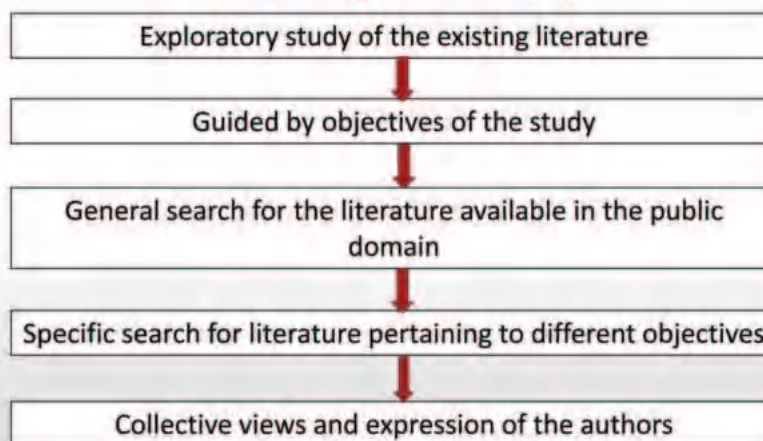 Exploratory study of the existing literature
Guided by objectives of the study
General search for the literature available in the public
domain
Specific search for literature pertaining to different objectives
Collective views and expression of the authors